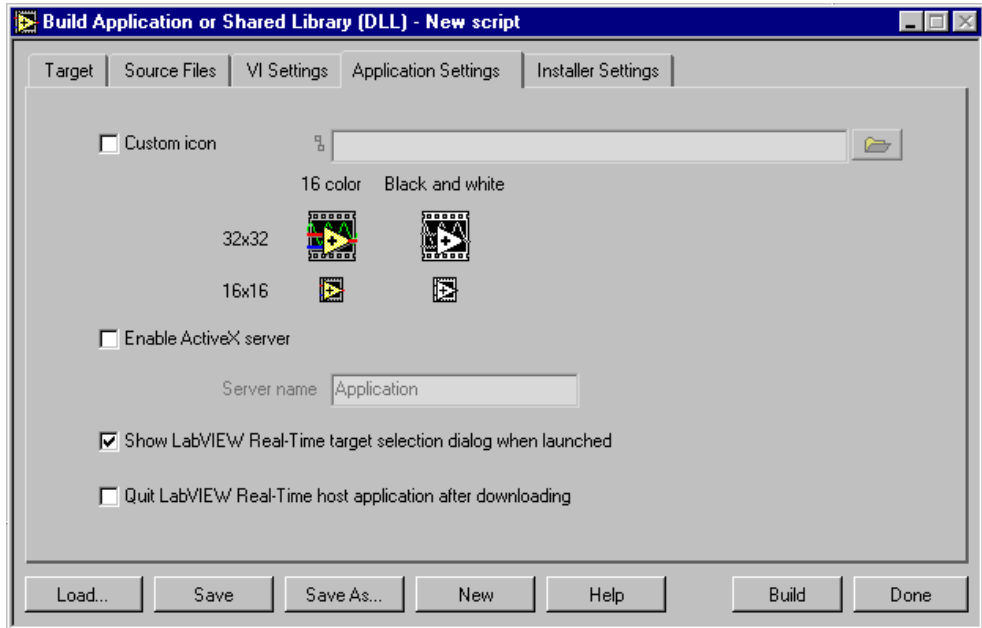 Build Application or Shared Library (DLL) - New script
Target Source Files VI Settings Application Settings Installer Settings
Custom icon
16 color Black and white
32x32
16x16
Enable ActiveX server
Server name Application
Show LabVIEW Real-Time target selection dialog when launched
Quit LabVIEW Real-Time host application after downloading
Load... Save Save As... New Help Build Done